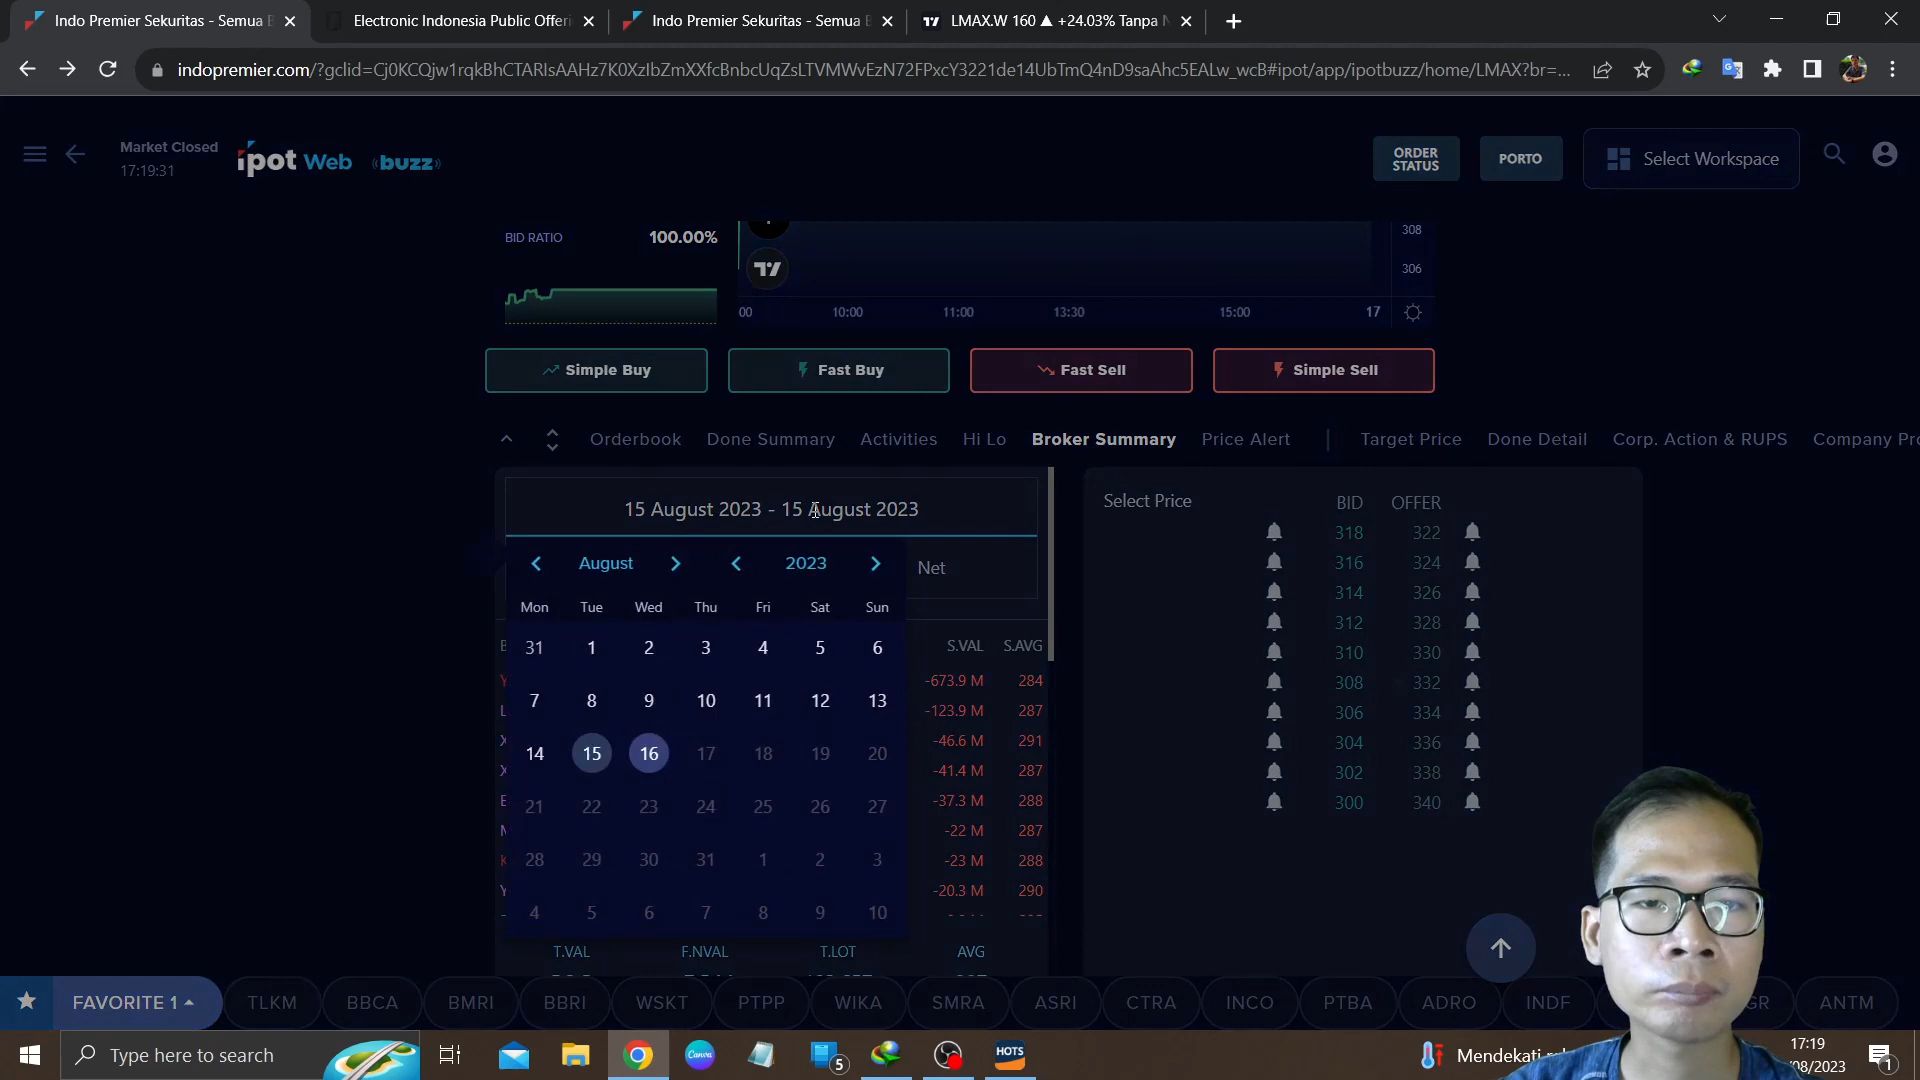 Indo Premier Sekuritas - Semua B
Electronic Indonesia Public Offeri
Indo Premier Sekuritas - Semua B
LMAX.W 160 ▲ +24.03% Tanpa N
Market Closed
17:19:31
ipot Web
buzz
ORDER
STATUS
PORTO
Select Workspace
BID RATIO
100.00%
308
306
00
10:00
11:00
13:30
15:00
17
Simple Buy
Fast Buy
Fast Sell
Simple Sell
Orderbook
Done Summary
Activities
Hi Lo
Broker Summary
Price Alert
Target Price
Done Detail
Corp. Action & RUPS
Company Pro
15 August 2023 - 15 August 2023
August
2023
Net
Mon Tue Wed Thu Fri Sat Sun
31 1 2 3 4 5 6
7 8 9 10 11 12 13
14 15 16 17 18 19 20
21 22 23 24 25 26 27
28 29 30 31 1 2 3
4 5 6 7 8 9 10
S.VAL S.AVG
-673.9 M 284
-123.9 M 287
-46.6 M 291
-41.4 M 287
-37.3 M 288
-22 M 287
-23 M 288
-20.3 M 290
T.VAL F.NVAL T.LOT AVG
Select Price
BID OFFER
318 322
316 324
314 326
312 328
310 330
308 332
306 334
304 336
302 338
300 340
FAVORITE 1
TLKM
BBCA
BMRI
BBRI
WSKT
PTPP
WIKA
SMRA
ASRI
CTRA
INCO
PTBA
ADRO
INDF
GR
ANTM
Type here to search
Canva
5
HOTS
17:19
/08/2023
1